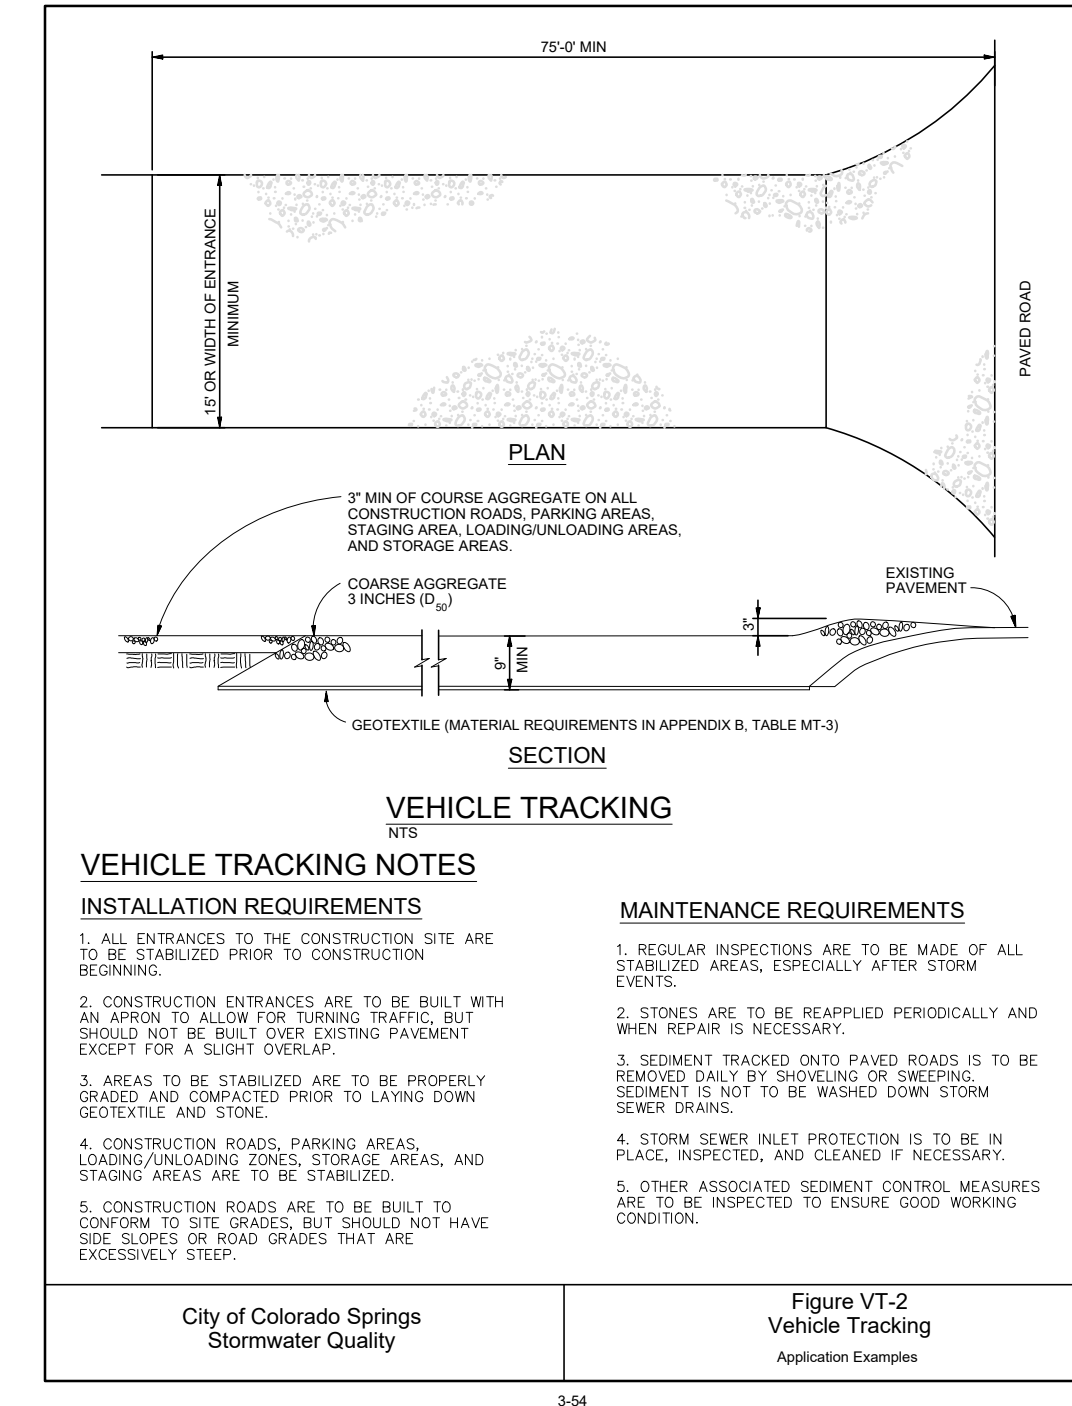 75'-0' MIN
15' OR WIDTH OF ENTRANCE
MINIMUM
PAVED ROAD
PLAN
3" MIN OF COURSE AGGREGATE ON ALL
CONSTRUCTION ROADS, PARKING AREAS,
STAGING AREA, LOADING/UNLOADING AREAS,
AND STORAGE AREAS.
COARSE AGGREGATE
3 INCHES (D50)
EXISTING
PAVEMENT
3"
9"
MIN
GEOTEXTILE (MATERIAL REQUIREMENTS IN APPENDIX B, TABLE MT-3)
SECTION
VEHICLE TRACKING
NTS
VEHICLE TRACKING NOTES
INSTALLATION REQUIREMENTS
1. ALL ENTRANCES TO THE CONSTRUCTION SITE ARE
TO BE STABILIZED PRIOR TO CONSTRUCTION
BEGINNING.
2. CONSTRUCTION ENTRANCES ARE TO BE BUILT WITH
AN APRON TO ALLOW FOR TURNING TRAFFIC, BUT
SHOULD NOT BE BUILT OVER EXISTING PAVEMENT
EXCEPT FOR A SLIGHT OVERLAP.
3. AREAS TO BE STABILIZED ARE TO BE PROPERLY
GRADED AND COMPACTED PRIOR TO LAYING DOWN
GEOTEXTILE AND STONE.
4. CONSTRUCTION ROADS, PARKING AREAS,
LOADING/UNLOADING ZONES, STORAGE AREAS, AND
STAGING AREAS ARE TO BE STABILIZED.
5. CONSTRUCTION ROADS ARE TO BE BUILT TO
CONFORM TO SITE GRADES, BUT SHOULD NOT HAVE
SIDE SLOPES OR ROAD GRADES THAT ARE
EXCESSIVELY STEEP.
MAINTENANCE REQUIREMENTS
1. REGULAR INSPECTIONS ARE TO BE MADE OF ALL
STABILIZED AREAS, ESPECIALLY AFTER STORM
EVENTS.
2. STONES ARE TO BE REAPPLIED PERIODICALLY AND
WHEN REPAIR IS NECESSARY.
3. SEDIMENT TRACKED ONTO PAVED ROADS IS TO BE
REMOVED DAILY BY SHOVELING OR SWEEPING.
SEDIMENT IS NOT TO BE WASHED DOWN STORM
SEWER DRAINS.
4. STORM SEWER INLET PROTECTION IS TO BE IN
PLACE, INSPECTED, AND CLEANED IF NECESSARY.
5. OTHER ASSOCIATED SEDIMENT CONTROL MEASURES
ARE TO BE INSPECTED TO ENSURE GOOD WORKING
CONDITION.
City of Colorado Springs
Stormwater Quality
Figure VT-2
Vehicle Tracking
Application Examples
3-54